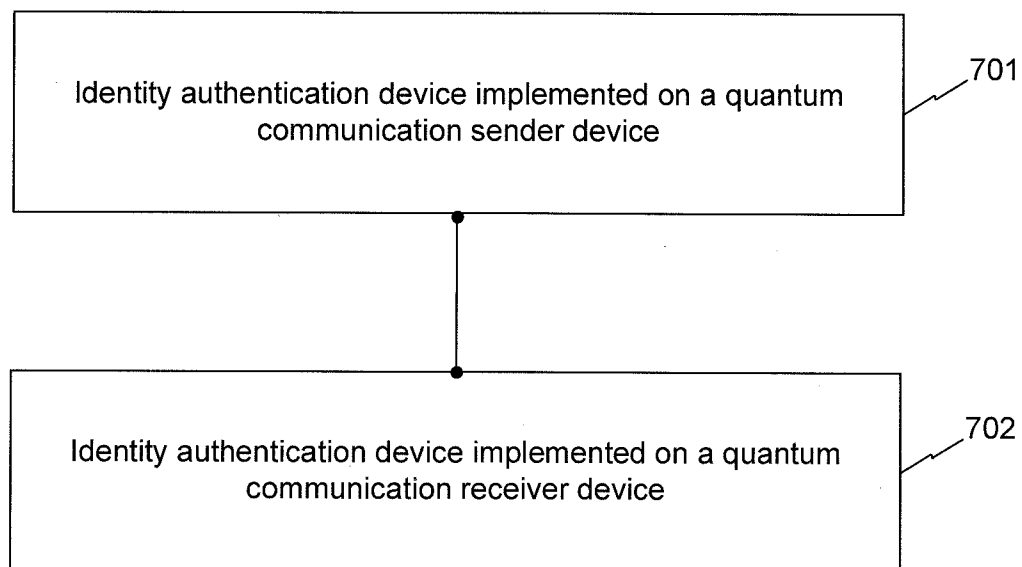 Identity authentication device implemented on a quantum
communication sender device
701
Identity authentication device implemented on a quantum
communication receiver device
702